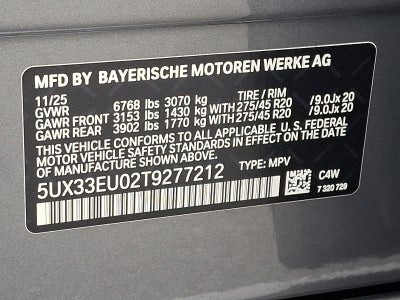 MFD BY BAYERISCHE MOTOREN WERKE AG
11/25 TIRE / RIM
GVWR 6768 lbs 3070 kg
GAWR FRONT 3153 lbs 1430 kg WITH 275/45 R20 /9.0Jx 20
GAWR REAR 3902 lbs 1770 kg WITH 275/45 R20 /9.0Jx 20
THIS VEHICLE CONFORMS TO ALL APPLICABLE U. S. FEDERAL
MOTOR VEHICLE SAFETY STANDARDS IN EFFECT ON THE
DATE OF MANUFACTURE SHOWN ABOVE.
5UX33EU02T9277212 TYPE: MPV
C4W
7 320 729